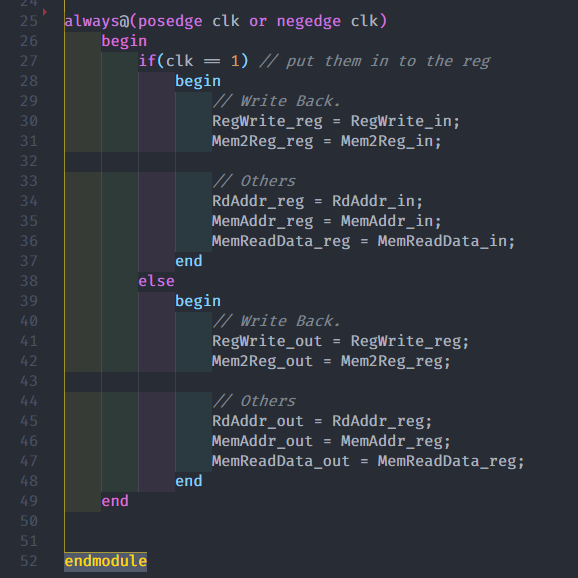 24
25 always@(posedge clk or negedge clk)
26 begin
27 if(clk == 1) // put them in to the reg
28 begin
29 // Write Back.
30 RegWrite_reg = RegWrite_in;
31 Mem2Reg_reg = Mem2Reg_in;
32
33 // Others
34 RdAddr_reg = RdAddr_in;
35 MemAddr_reg = MemAddr_in;
36 MemReadData_reg = MemReadData_in;
37 end
38 else
39 begin
40 // Write Back.
41 RegWrite_out = RegWrite_reg;
42 Mem2Reg_out = Mem2Reg_reg;
43
44 // Others
45 RdAddr_out = RdAddr_reg;
46 MemAddr_out = MemAddr_reg;
47 MemReadData_out = MemReadData_reg;
48 end
49 end
50
51
52 endmodule